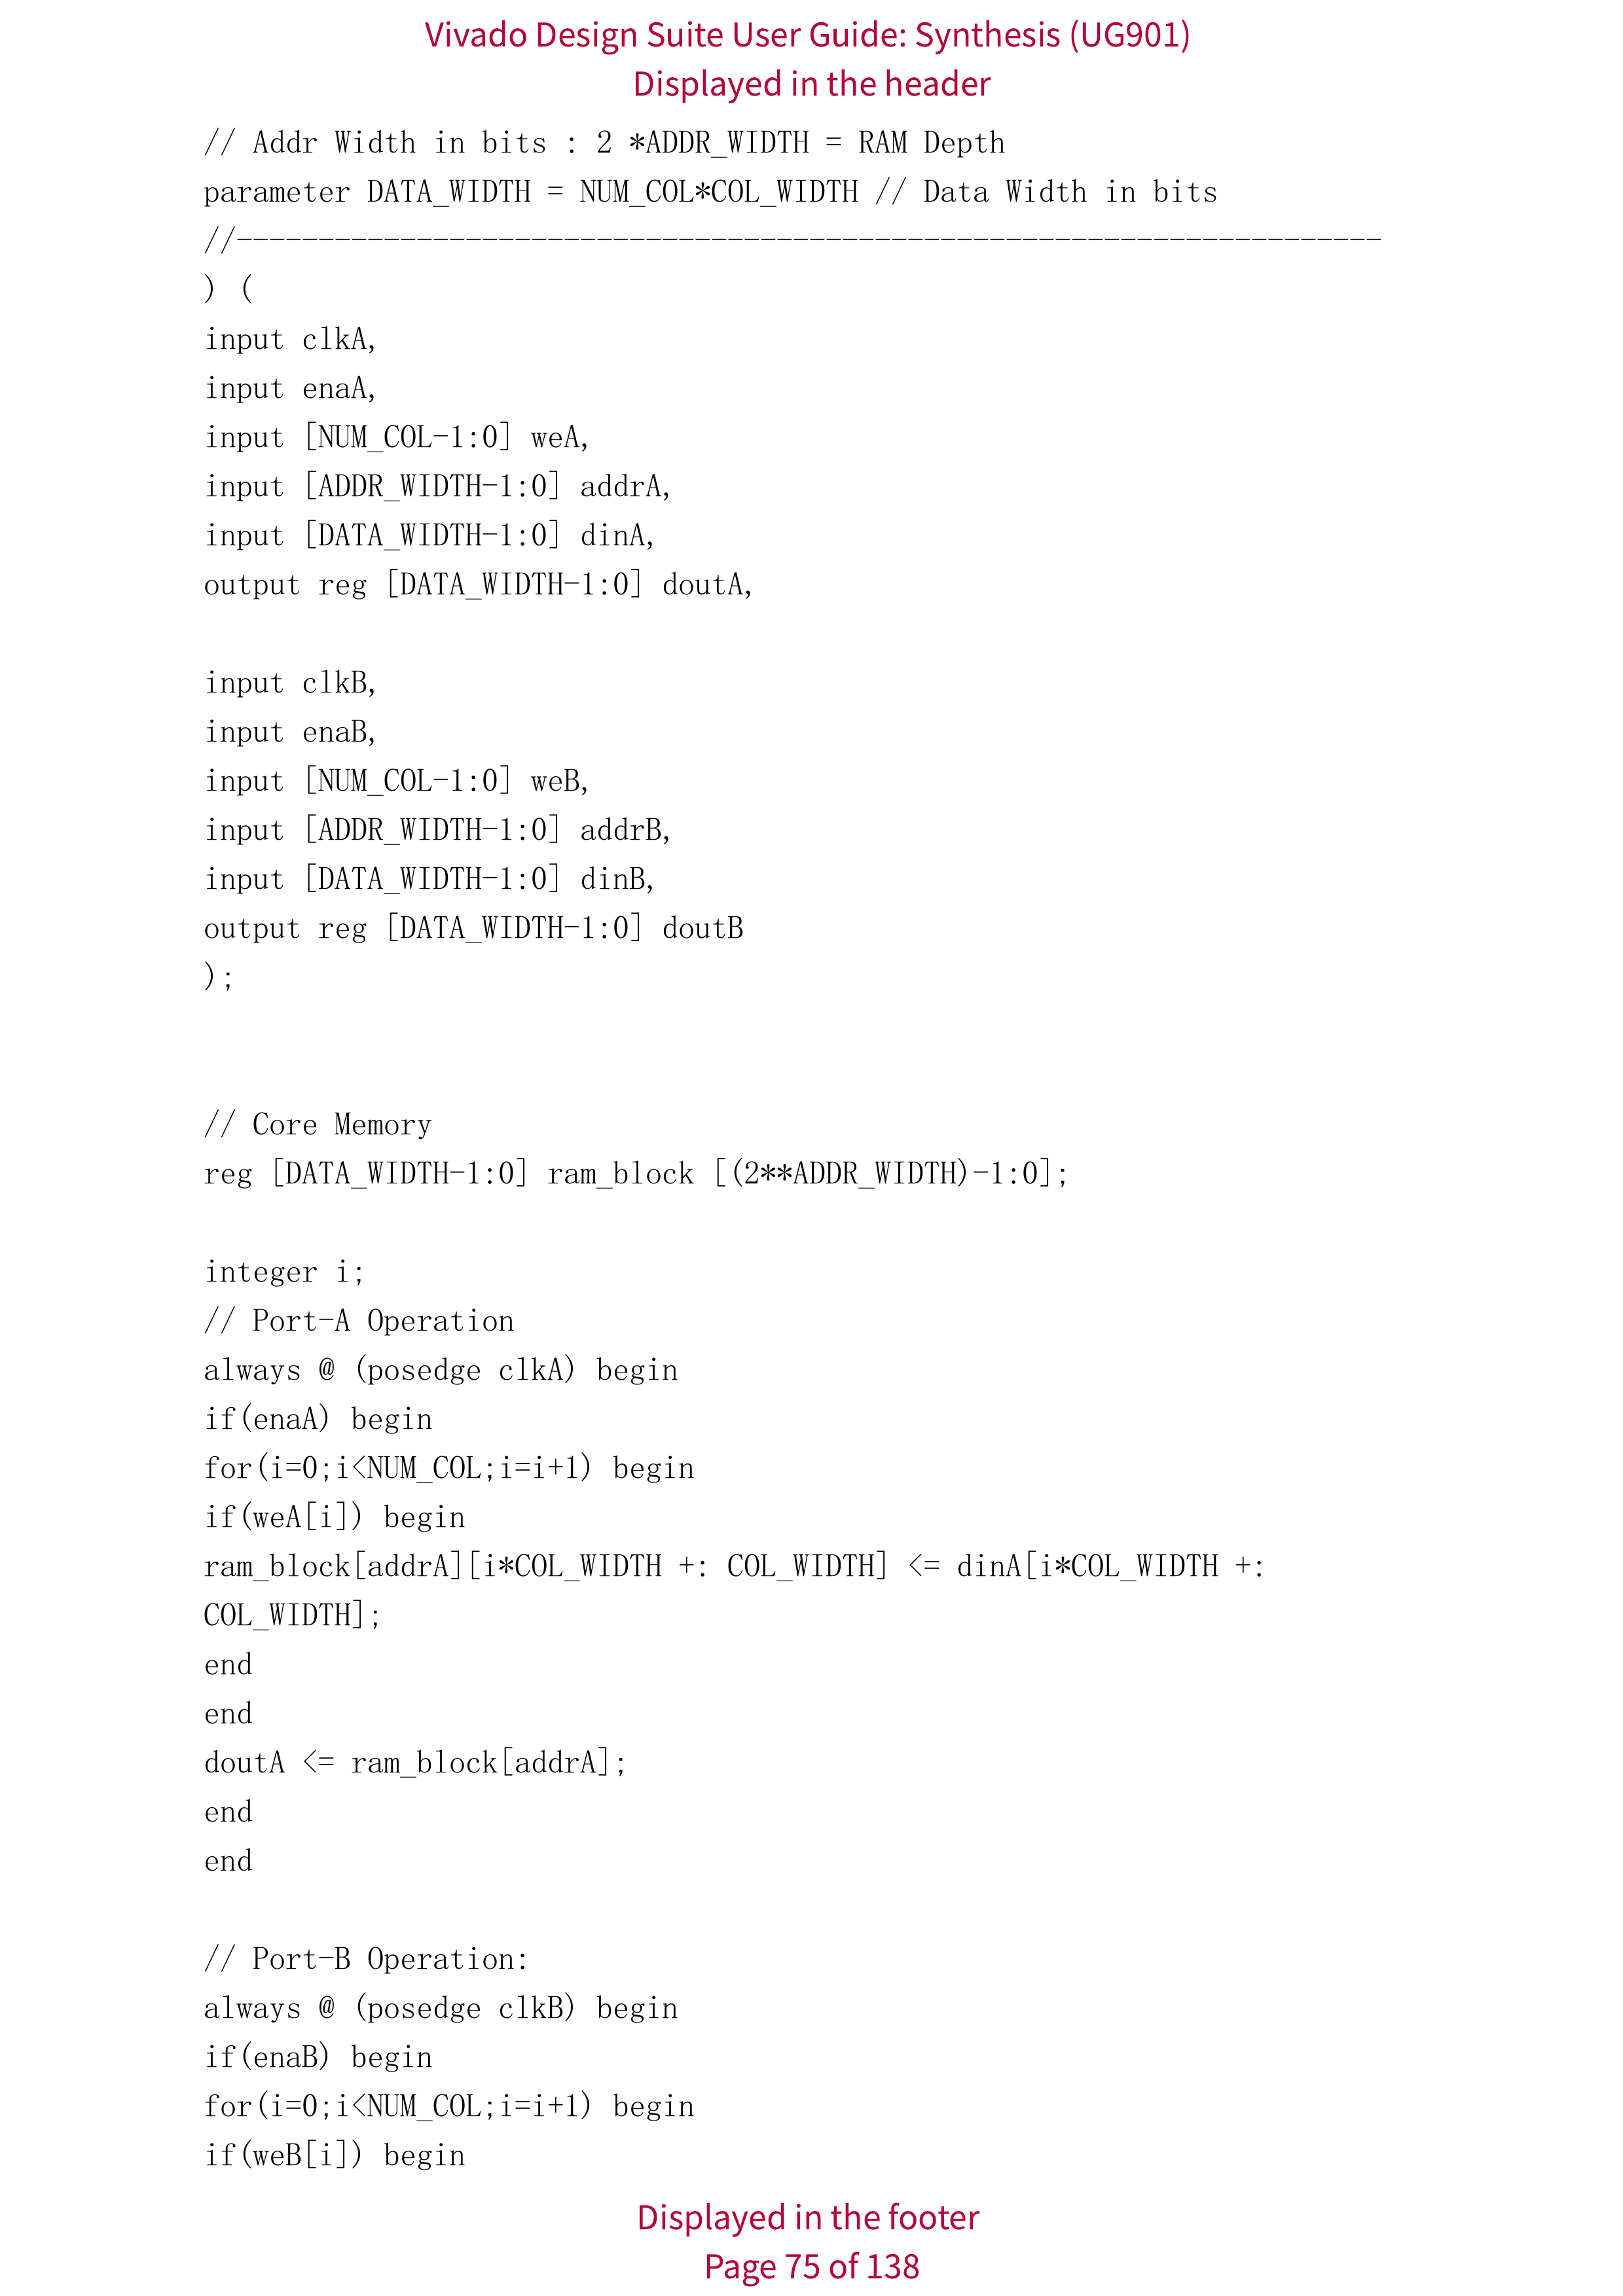 Vivado Design Suite User Guide: Synthesis (UG901)
Displayed in the header
// Addr Width in bits : 2 *ADDR_WIDTH = RAM Depth
parameter DATA_WIDTH = NUM_COL*COL_WIDTH // Data Width in bits
//----------------------------------------------------------------------
) (
input clkA,
input enaA,
input [NUM_COL-1:0] weA,
input [ADDR_WIDTH-1:0] addrA,
input [DATA_WIDTH-1:0] dinA,
output reg [DATA_WIDTH-1:0] doutA,
input clkB,
input enaB,
input [NUM_COL-1:0] weB,
input [ADDR_WIDTH-1:0] addrB,
input [DATA_WIDTH-1:0] dinB,
output reg [DATA_WIDTH-1:0] doutB
);
// Core Memory
reg [DATA_WIDTH-1:0] ram_block [(2**ADDR_WIDTH)-1:0];
integer i;
// Port-A Operation
always @ (posedge clkA) begin
if(enaA) begin
for(i=0;i<NUM_COL;i=i+1) begin
if(weA[i]) begin
ram_block[addrA][i*COL_WIDTH +: COL_WIDTH] <= dinA[i*COL_WIDTH +:
COL_WIDTH];
end
end
doutA <= ram_block[addrA];
end
end
// Port-B Operation:
always @ (posedge clkB) begin
if(enaB) begin
for(i=0;i<NUM_COL;i=i+1) begin
if(weB[i]) begin
Displayed in the footer
Page 75 of 138